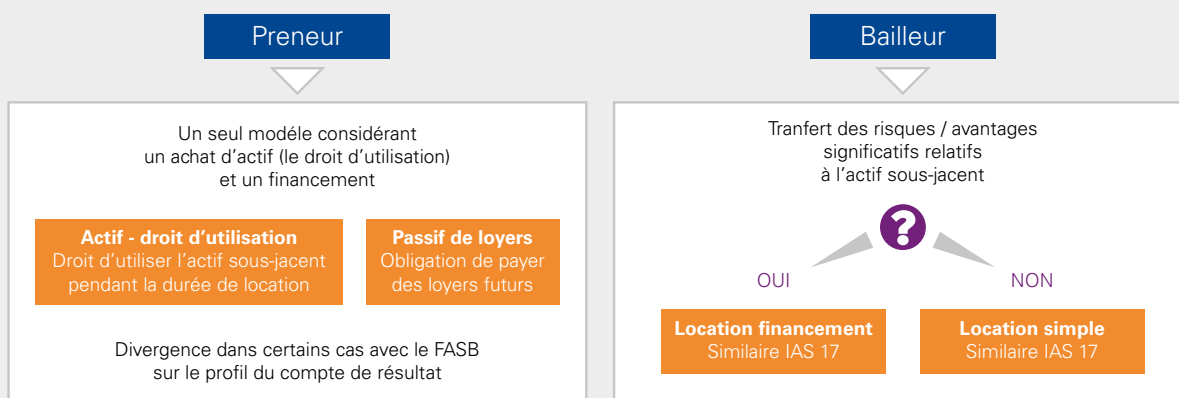 Preneur
Un seul modéle considérant
un achat d'actif (le droit d'utilisation)
et un financement
Actif - droit d'utilisation
Droit d'utiliser l'actif sous-jacent
pendant la durée de location
Passif de loyers
Obligation de payer
des loyers futurs
Divergence dans certains cas avec le FASB
sur le profil du compte de résultat
Bailleur
Tranfert des risques / avantages
significatifs relatifs
à l'actif sous-jacent
?
OUI
NON
Location financement
Similaire IAS 17
Location simple
Similaire IAS 17